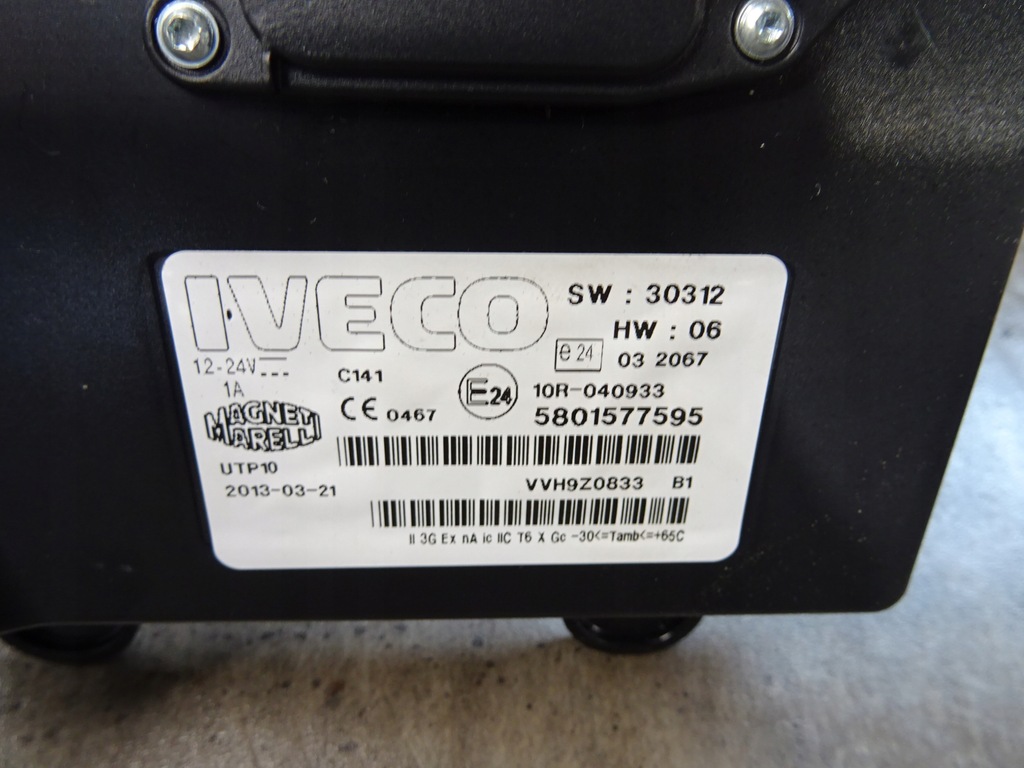 IVECO
SW : 30312
HW : 06
12-24V
e 24
03 2067
1A
C141
E24
10R-040933
MAGNETI
MARELLI
CE 0467
5801577595
UTP10
2013-03-21
VVH9Z0833 B1
II 3G Ex nA ic IIC T6 X Gc -30<=Tamb<=+65C